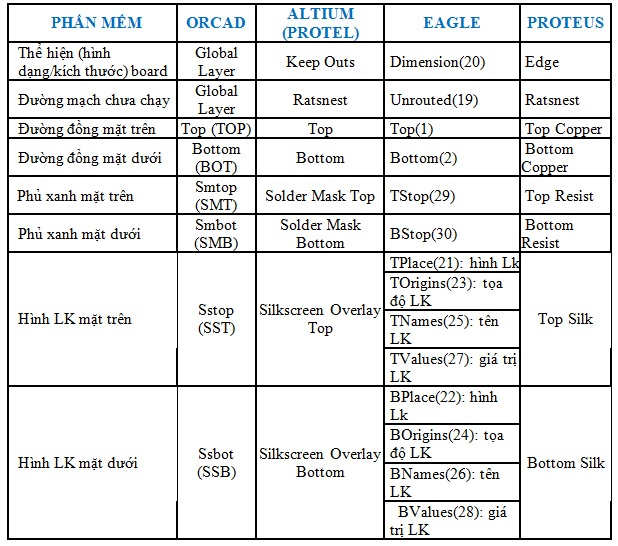 PHẦN MỀM
ORCAD
ALTIUM
(PROTEL)
EAGLE
PROTEUS
Thể hiện (hình
dạng/kích thước) board
Global
Layer
Keep Outs
Dimension(20)
Edge
Đường mạch chưa chạy
Global
Layer
Ratsnest
Unrouted(19)
Ratsnest
Đường đồng mặt trên
Top (TOP)
Top
Top(1)
Top Copper
Đường đồng mặt dưới
Bottom
(BOT)
Bottom
Bottom(2)
Bottom
Copper
Phủ xanh mặt trên
Smtop
(SMT)
Solder Mask Top
TStop(29)
Top Resist
Phủ xanh mặt dưới
Smbot
(SMB)
Solder Mask
Bottom
BStop(30)
Bottom
Resist
Hình LK mặt trên
Sstop
(SST)
Silkscreen Overlay
Top
TPlace(21): hình Lk
TOrigins(23): tọa
độ LK
TNames(25): tên
LK
TValues(27): giá trị
LK
Top Silk
Hình LK mặt dưới
Ssbot
(SSB)
Silkscreen Overlay
Bottom
BPlace(22): hình
Lk
BOrigins(24): tọa
độ LK
BNames(26): tên
LK
BValues(28): giá
trị LK
Bottom Silk